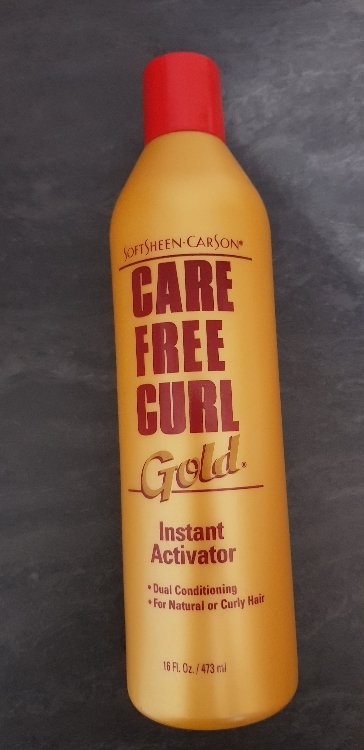 SOFTSHEEN·CARSON®
CARE
FREE
CURL
Gold®
Instant
Activator
• Dual Conditioning
• For Natural or Curly Hair
16 Fl. Oz. / 473 ml